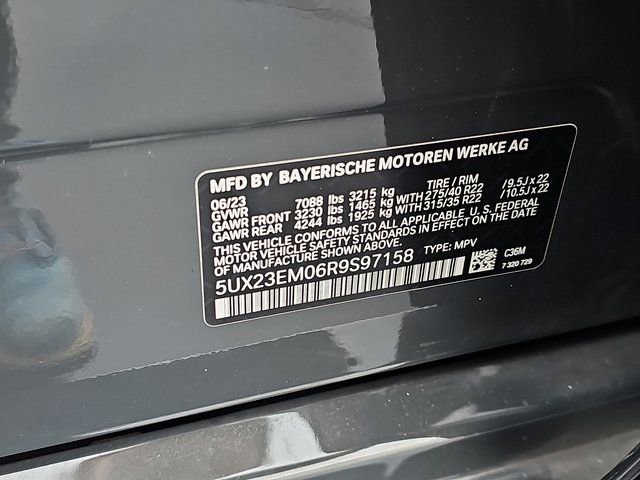 MFD BY BAYERISCHE MOTOREN WERKE AG
06/23 TIRE / RIM
GVWR 7088 lbs 3215 kg
GAWR FRONT 3230 lbs 1465 kg WITH 275/40 R22 /9.5J x 22
GAWR REAR 4244 lbs 1925 kg WITH 315/35 R22 /10.5J x 22
THIS VEHICLE CONFORMS TO ALL APPLICABLE U. S. FEDERAL
MOTOR VEHICLE SAFETY STANDARDS IN EFFECT ON THE DATE
OF MANUFACTURE SHOWN ABOVE.
5UX23EM06R9S97158 TYPE: MPV C36M
7 320 729